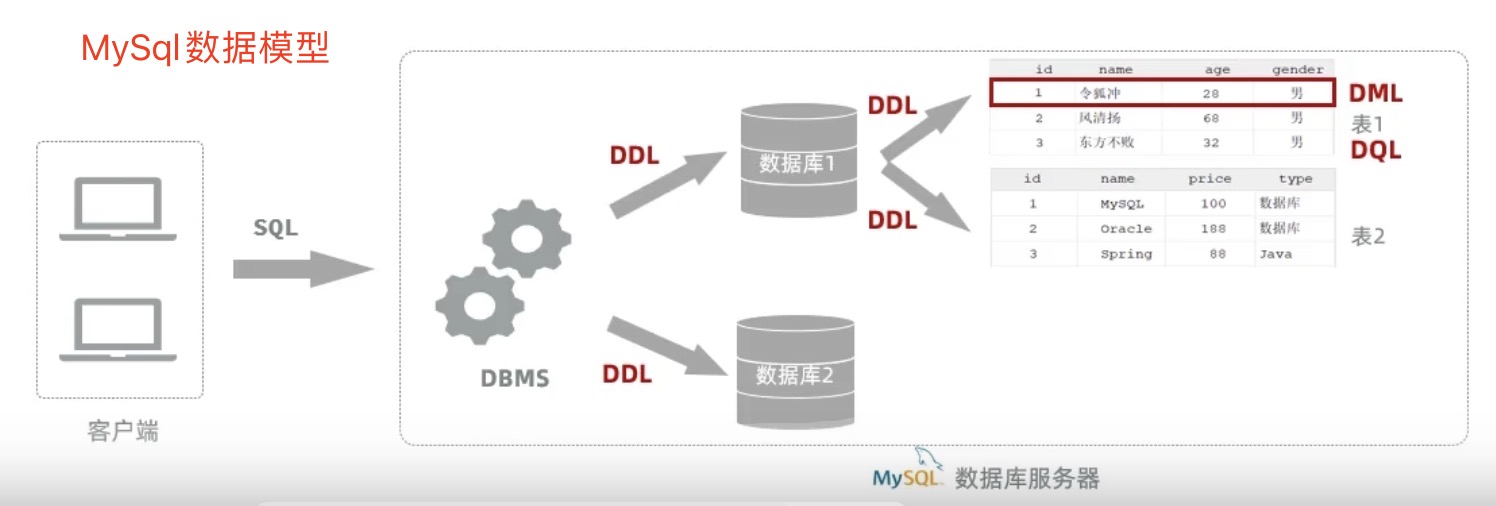 MySql数据模型
id name age gender
1 令狐冲 28 男
2 风清扬 68 男
3 东方不败 32 男
DML
表1
DQL
DDL
DDL
数据库1
DDL
id name price type
1 MySQL 100 数据库
2 Oracle 188 数据库
3 Spring 88 Java
表2
SQL
DBMS
DDL
数据库2
客户端
MySQL 数据库服务器